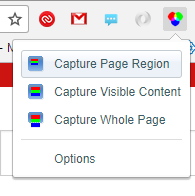 Capture Page Region
Capture Visible Content
Capture Whole Page
Options